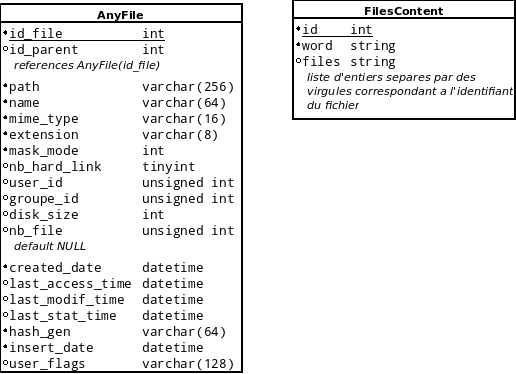 AnyFile
id_file int
id_parent int
references AnyFile(id_file)
path varchar(256)
name varchar(64)
mime_type varchar(16)
extension varchar(8)
mask_mode int
nb_hard_link tinyint
user_id unsigned int
groupe_id unsigned int
disk_size int
nb_file unsigned int
default NULL
created_date datetime
last_access_time datetime
last_modif_time datetime
last_stat_time datetime
hash_gen varchar(64)
insert_date datetime
user_flags varchar(128)
FilesContent
id int
word string
files string
liste d'entiers separes par des
virgules correspondant a l'identifiant
du fichier